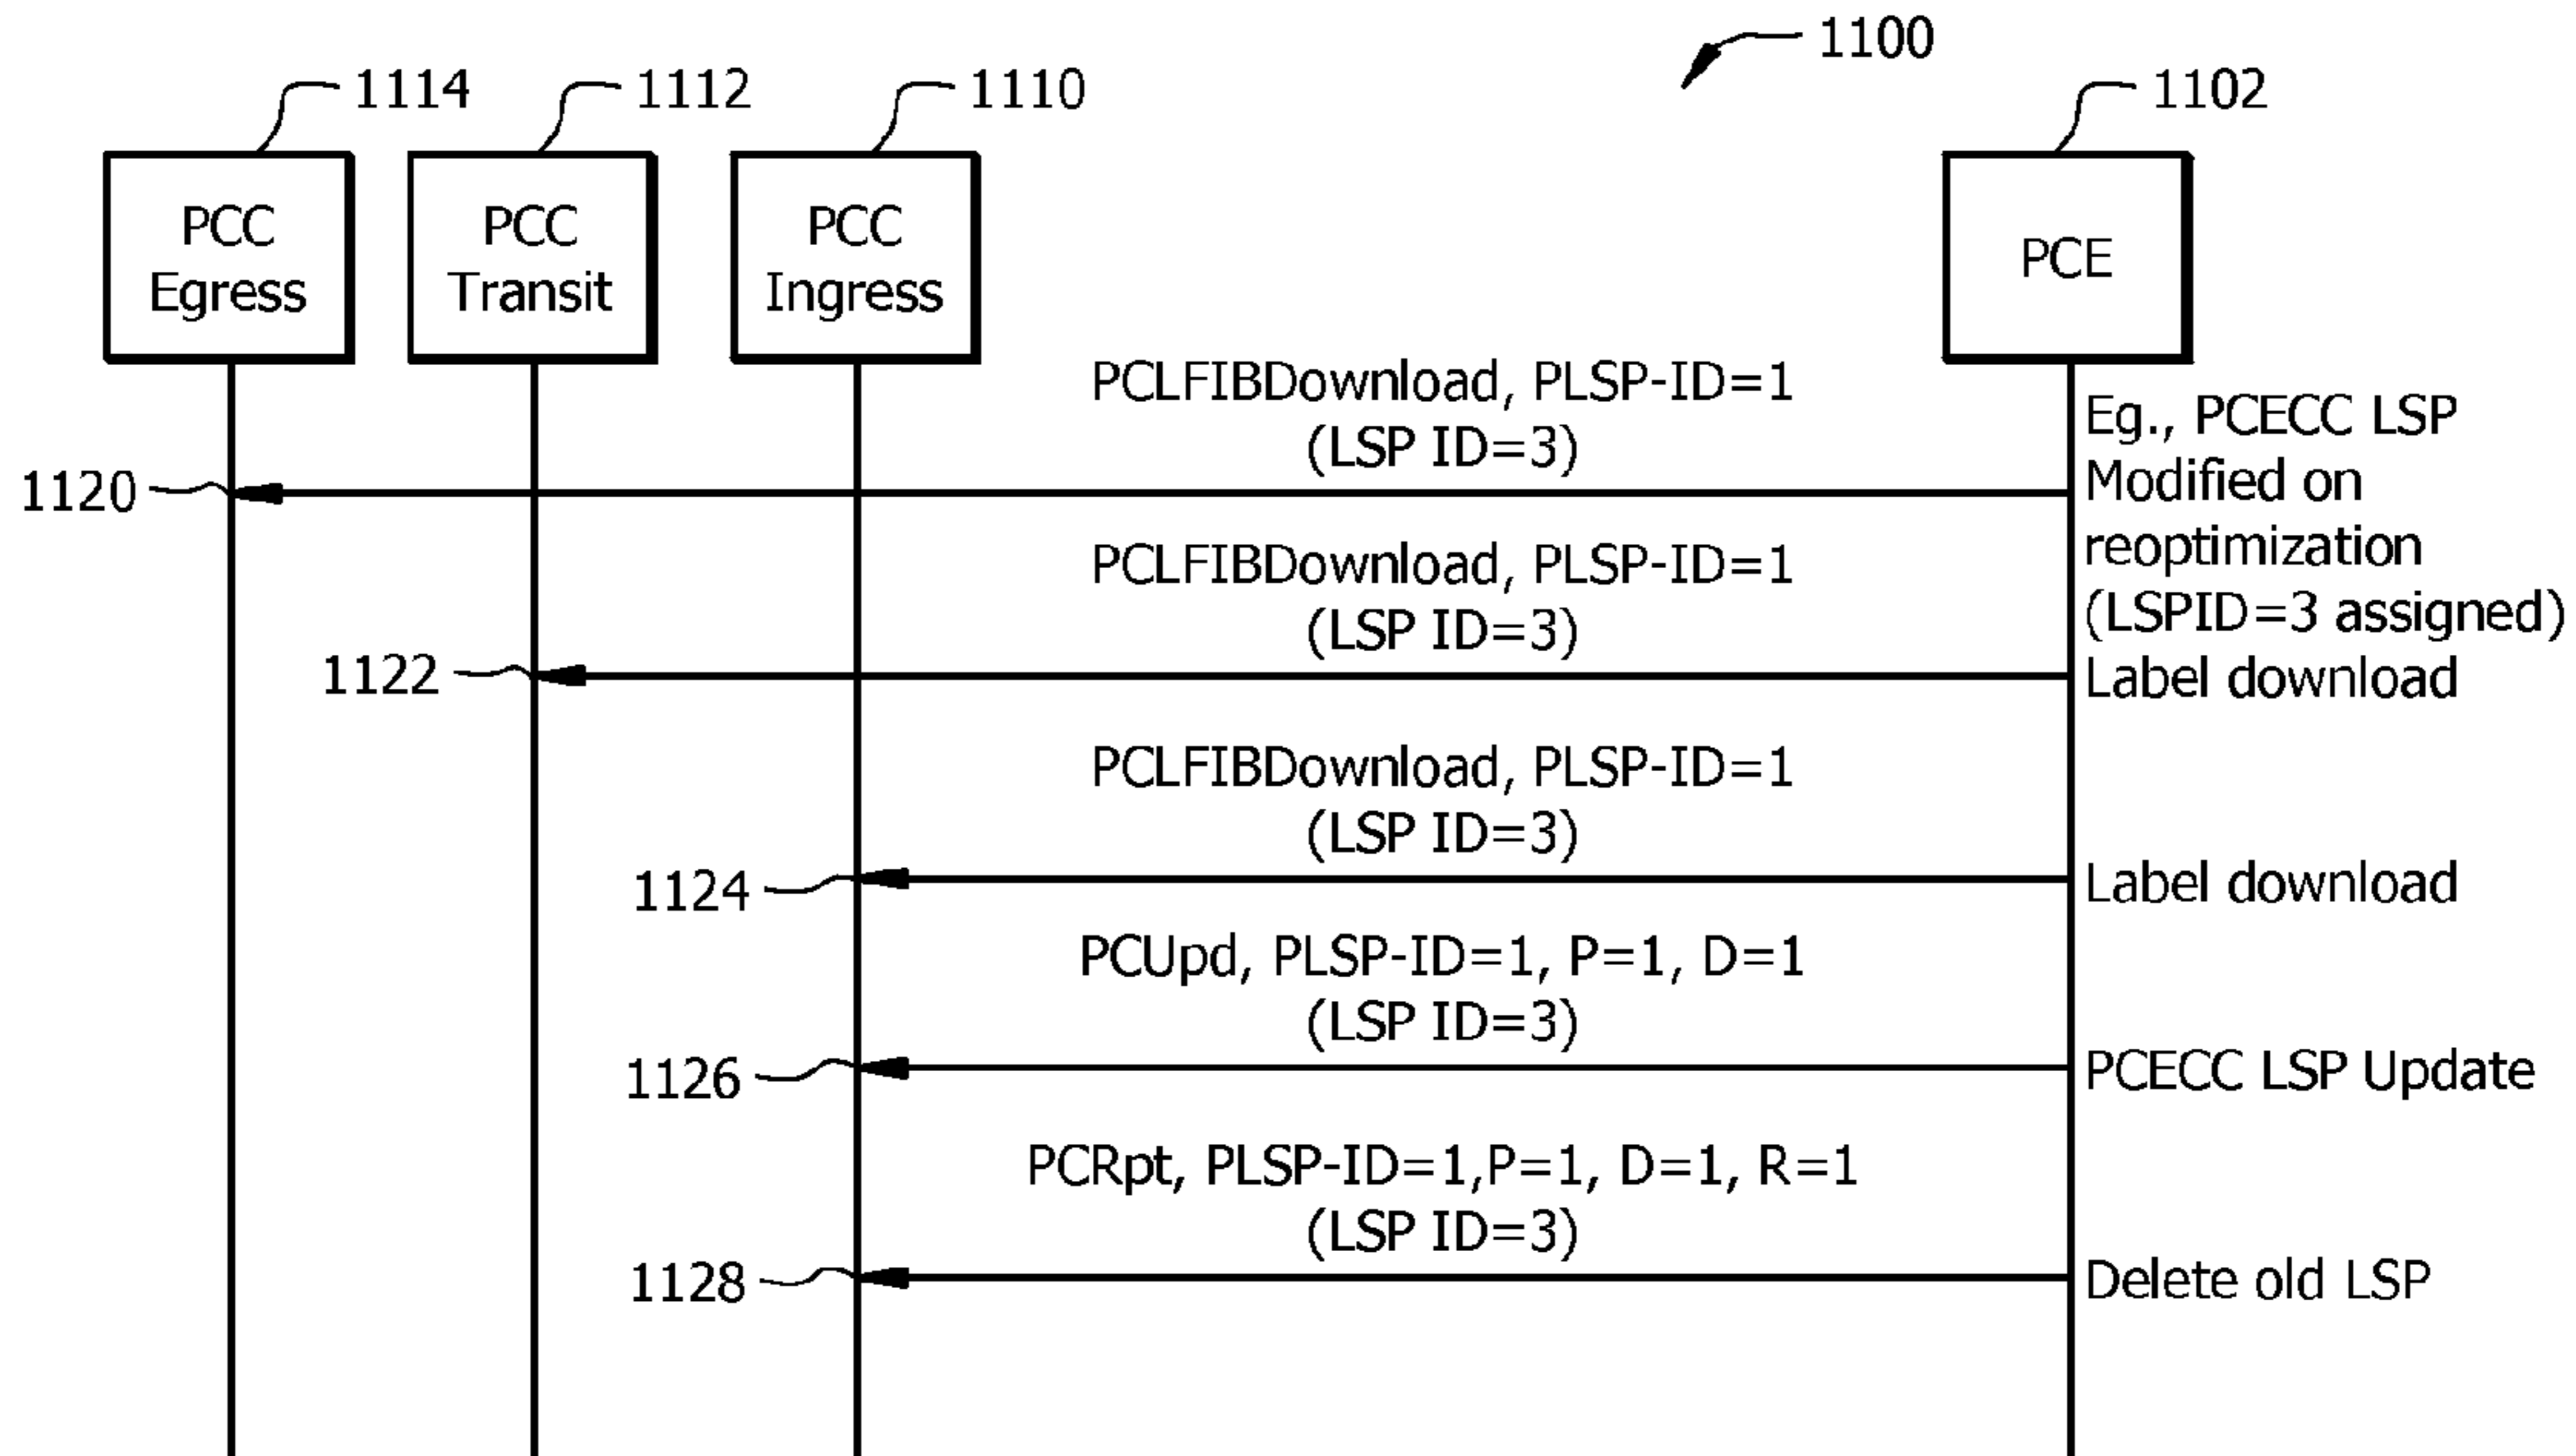 1100
1114
1112
1110
1102
PCC
Egress
PCC
Transit
PCC
Ingress
PCE
PCLFIBDownload, PLSP-ID=1
(LSP ID=3)
1120
Eg., PCECC LSP
Modified on
reoptimization
(LSPID=3 assigned)
PCLFIBDownload, PLSP-ID=1
(LSP ID=3)
1122
Label download
PCLFIBDownload, PLSP-ID=1
(LSP ID=3)
1124
Label download
PCUpd, PLSP-ID=1, P=1, D=1
(LSP ID=3)
1126
PCECC LSP Update
PCRpt, PLSP-ID=1,P=1, D=1, R=1
(LSP ID=3)
1128
Delete old LSP